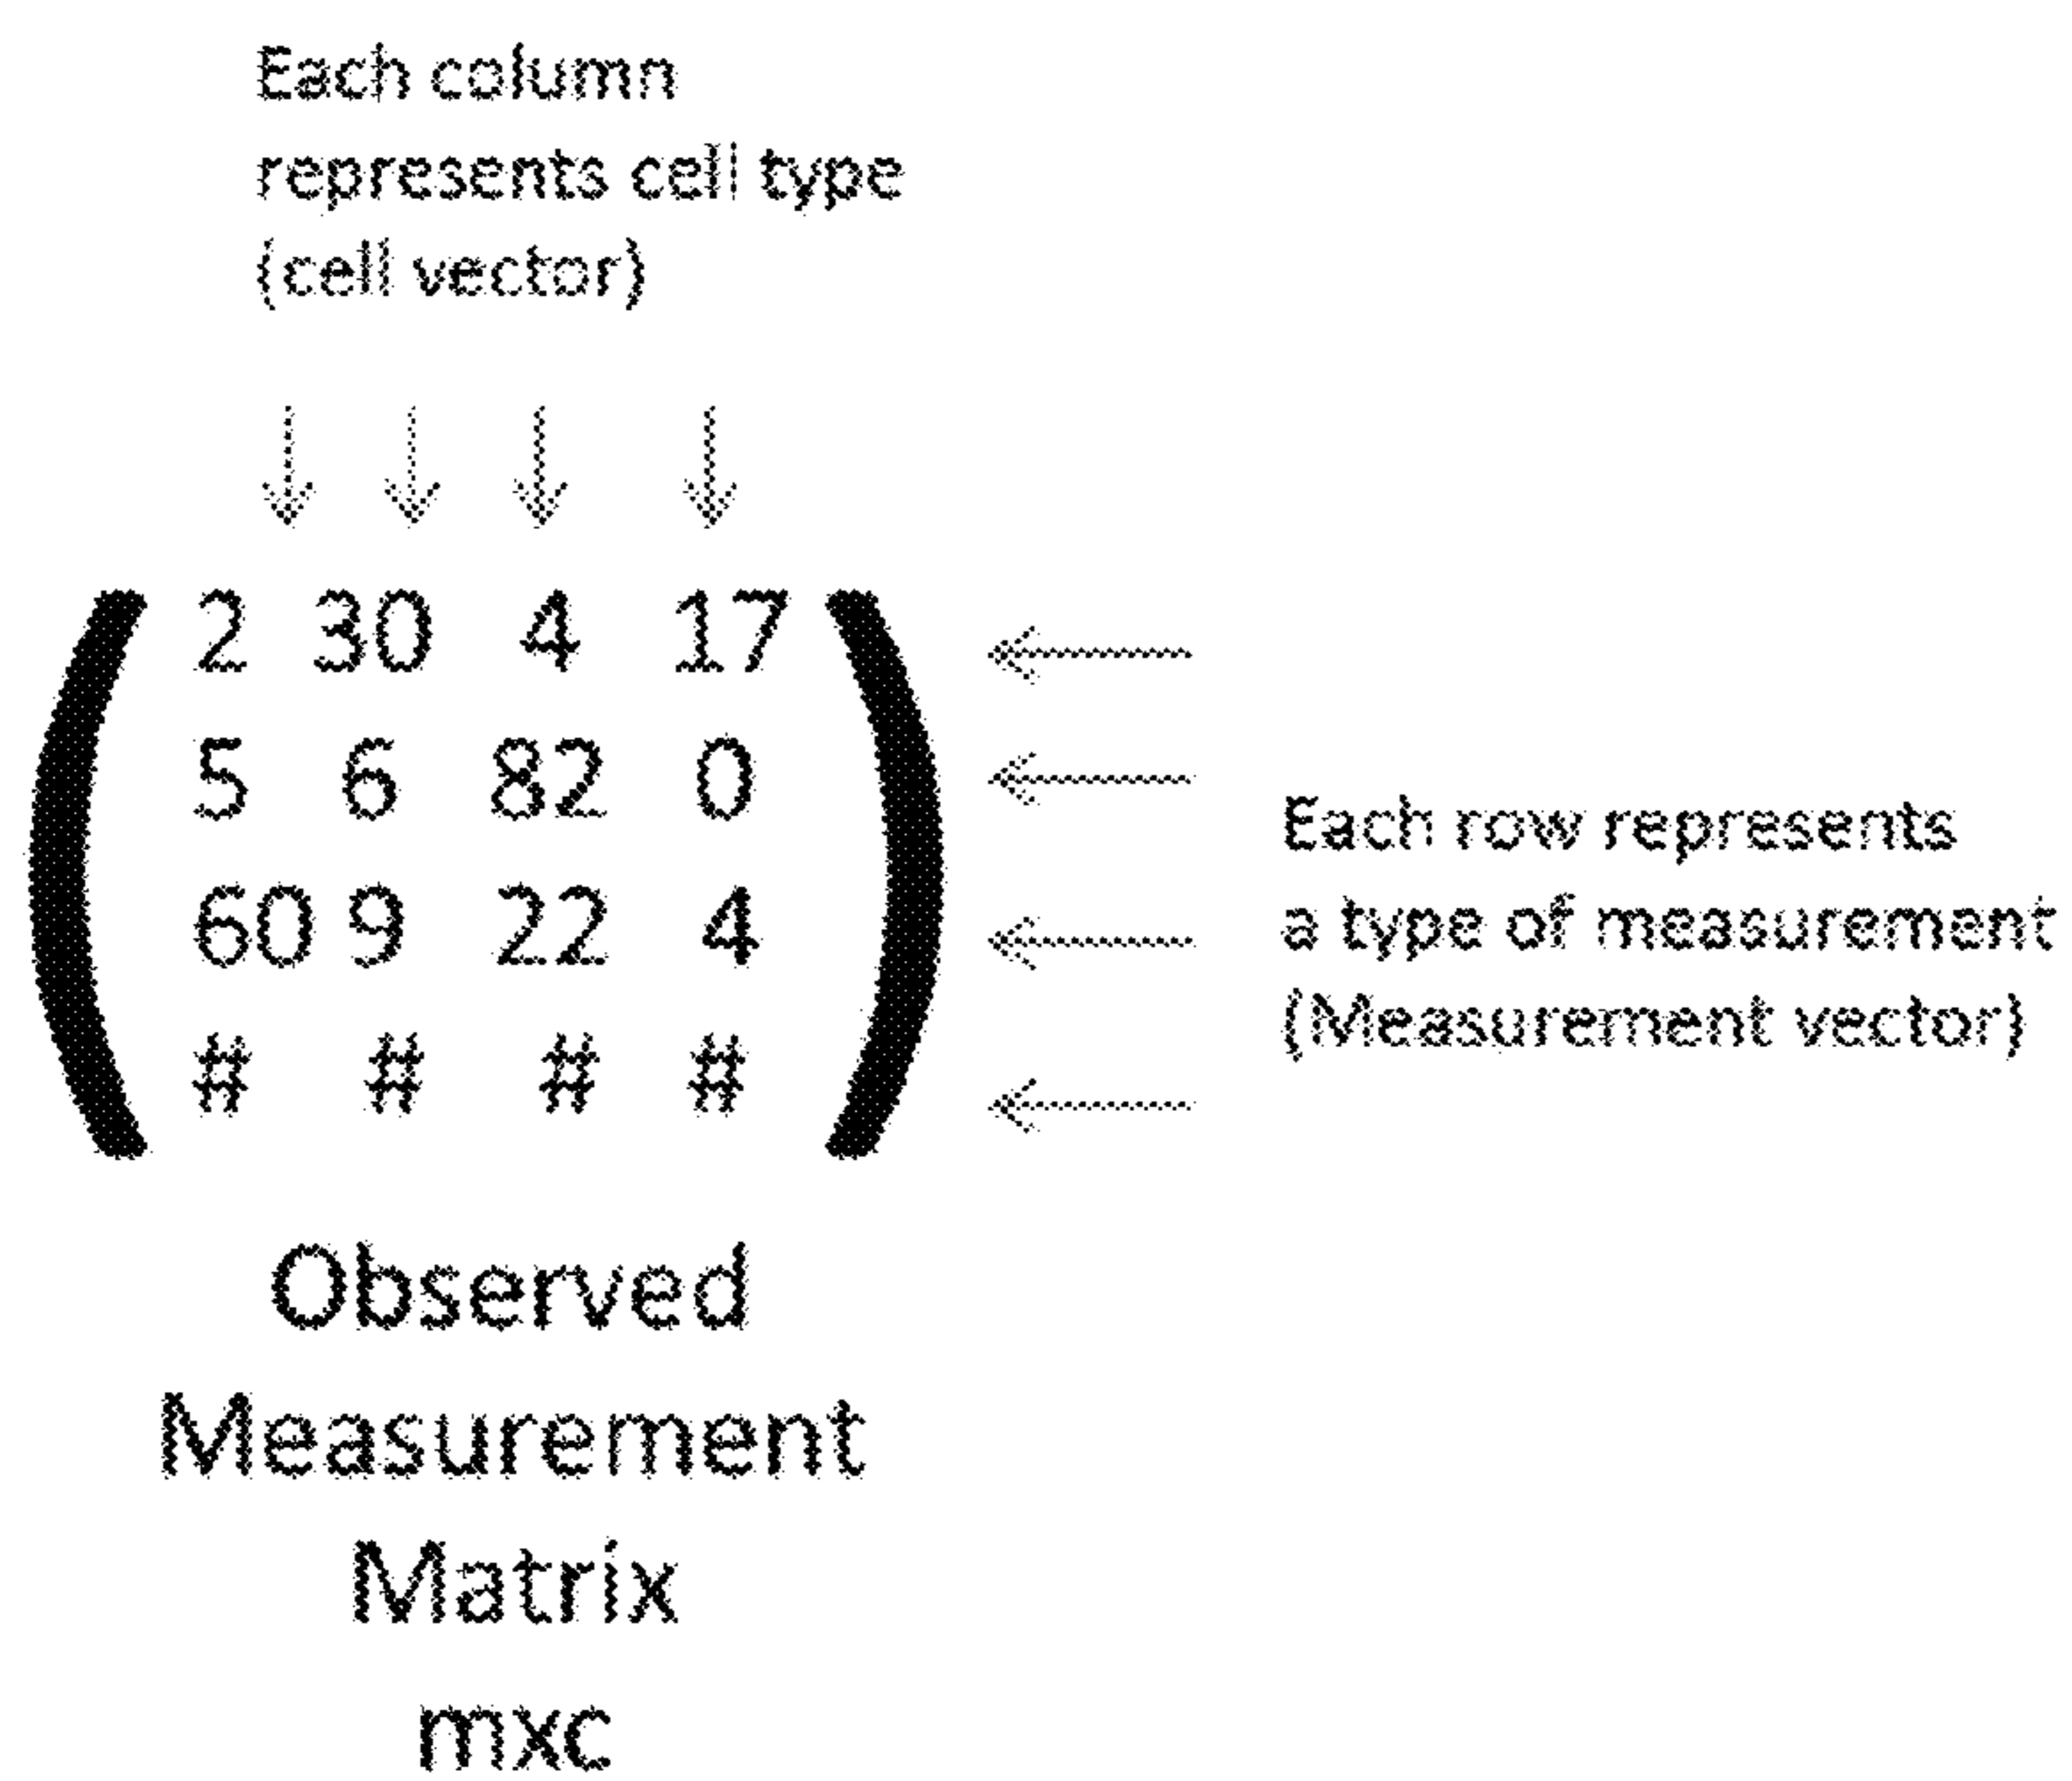 Each column
represents cell type
(cell vector)
2 30 4 17
5 6 82 0
60 9 22 4
# # # #
Each row represents
a type of measurement
(Measurement vector)
Observed
Measurement
Matrix
mxc